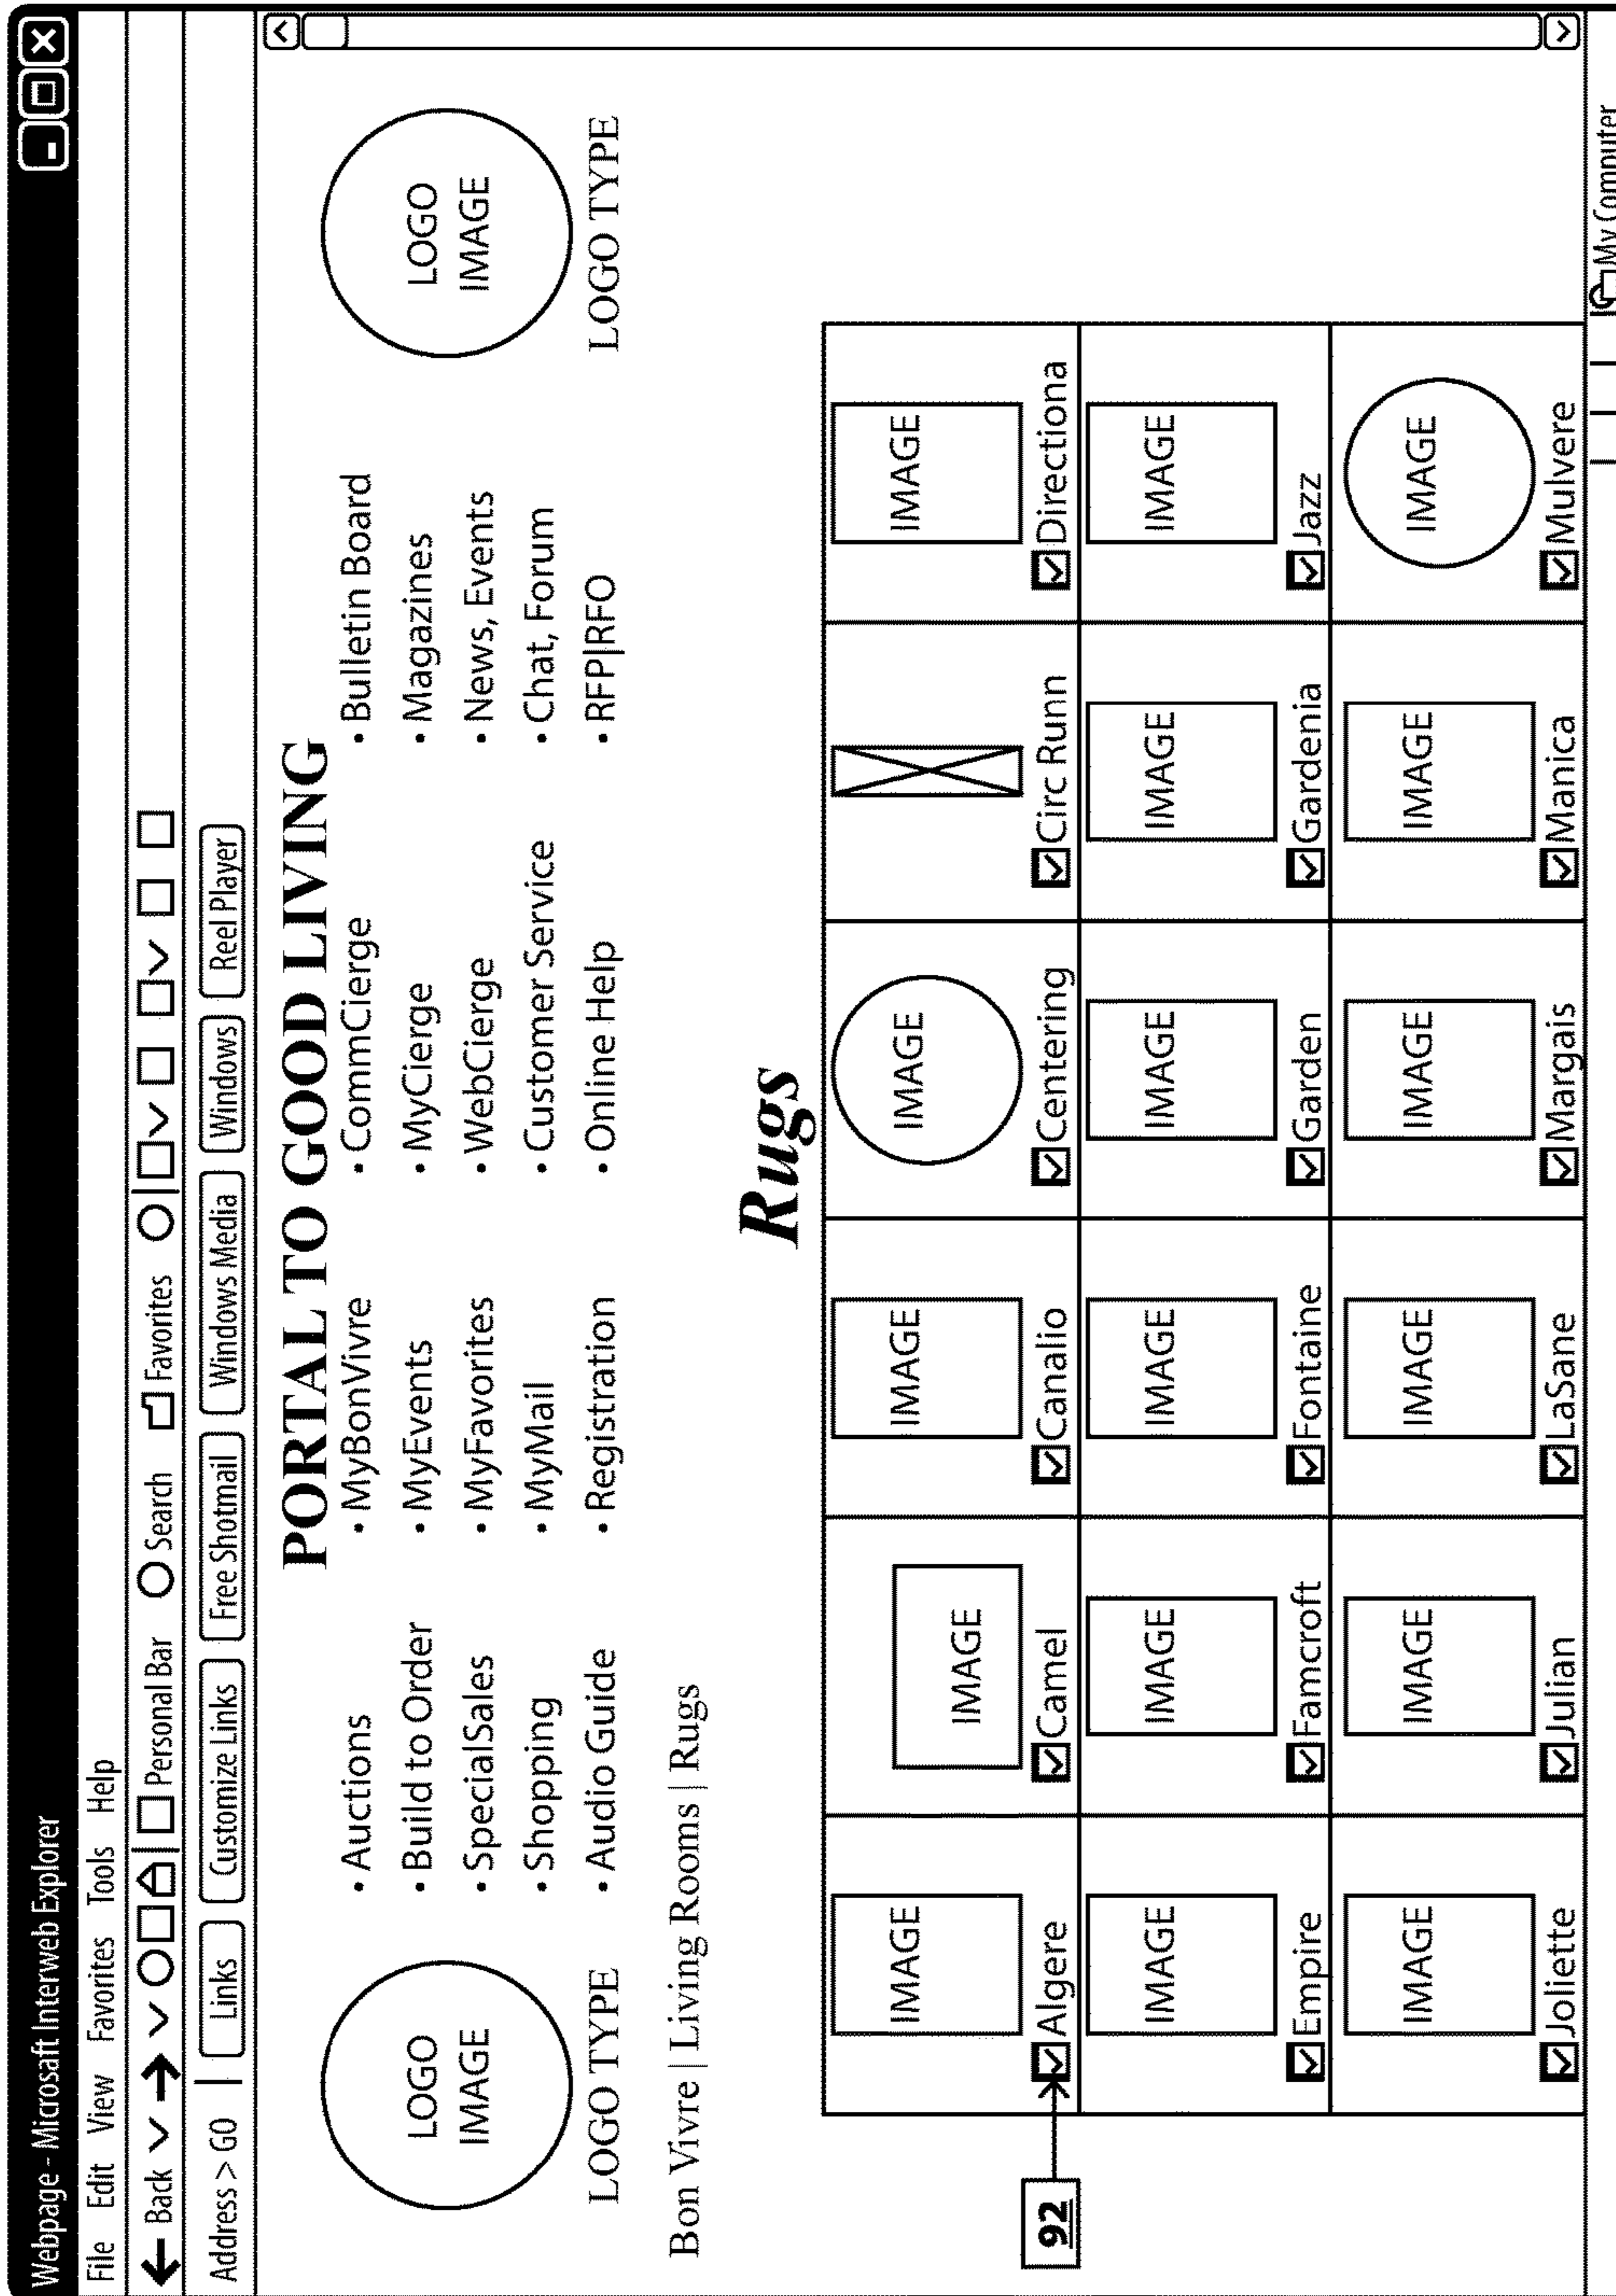 Webpage - Microsaft Interweb Explorer
File Edit View Favorites Tools Help
Back Personal Bar Search Favorites
Address > GO Links Customize Links Free Shotmail Windows Media Windows Reel Player
PORTAL TO GOOD LIVING
LOGO IMAGE
LOGO TYPE
• Auctions
• Build to Order
• SpecialSales
• Shopping
• Audio Guide
• MyBonVivre
• MyEvents
• MyFavorites
• MyMail
• Registration
• CommCierge
• MyCierge
• WebCierge
• Customer Service
• Online Help
• Bulletin Board
• Magazines
• News, Events
• Chat, Forum
• RFP|RFO
LOGO IMAGE
LOGO TYPE
Bon Vivre | Living Rooms | Rugs
Rugs
IMAGE IMAGE IMAGE IMAGE IMAGE
92
Algere Camel Canalio Centering Circ Runn Directiona
IMAGE IMAGE IMAGE IMAGE IMAGE IMAGE
Empire Famcroft Fontaine Garden Gardenia Jazz
IMAGE IMAGE IMAGE IMAGE IMAGE IMAGE
Joliette Julian LaSane Margais Manica Mulvere
My Computer